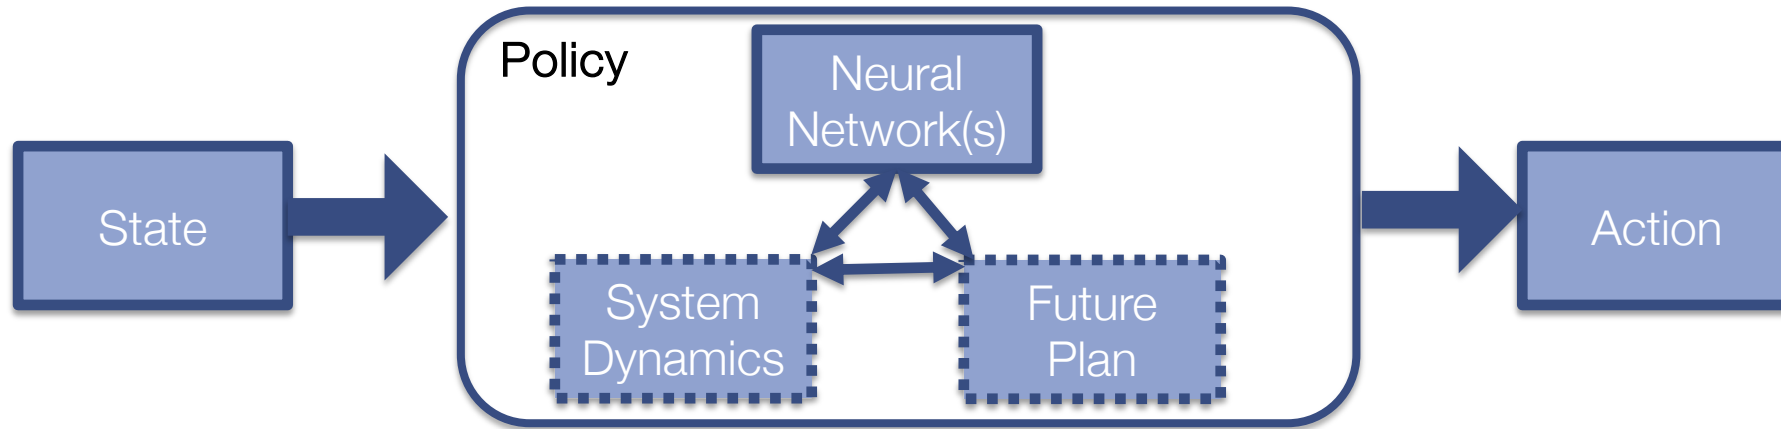 Policy
Neural
Network(s)
State
Action
System
Dynamics
Future
Plan